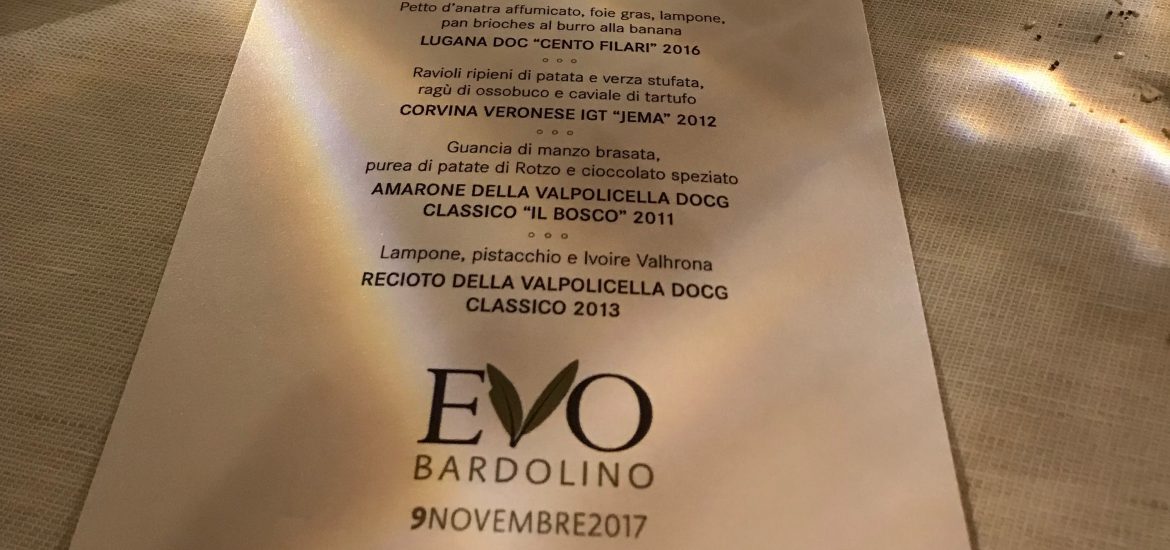 Petto d'anatra affumicato, foie gras, lampone,
pan brioches al burro alla banana
LUGANA DOC "CENTO FILARI" 2016
Ravioli ripieni di patata e verza stufata,
ragù di ossobuco e caviale di tartufo
CORVINA VERONESE IGT "JEMA" 2012
Guancia di manzo brasata,
purea di patate di Rotzo e cioccolato speziato
AMARONE DELLA VALPOLICELLA DOCG
CLASSICO "IL BOSCO" 2011
Lampone, pistacchio e Ivoire Valhrona
RECIOTO DELLA VALPOLICELLA DOCG
CLASSICO 2013
EVO
BARDOLINO
9NOVEMBRE2017